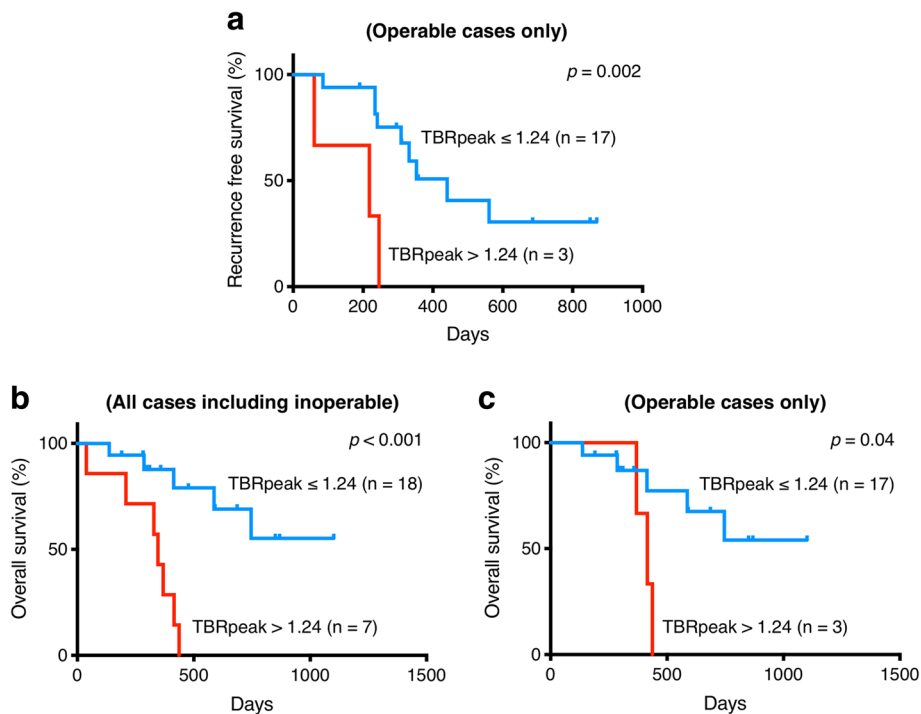 a
(Operable cases only)
p = 0.002
Recurrence free survival (%)
100
50
0
TBRpeak ≤ 1.24 (n = 17)
TBRpeak > 1.24 (n = 3)
0 200 400 600 800 1000
Days
b
(All cases including inoperable)
p < 0.001
Overall survival (%)
100
50
0
TBRpeak ≤ 1.24 (n = 18)
TBRpeak > 1.24 (n = 7)
0 500 1000 1500
Days
c
(Operable cases only)
p = 0.04
Overall survival (%)
100
50
0
TBRpeak ≤ 1.24 (n = 17)
TBRpeak > 1.24 (n = 3)
0 500 1000 1500
Days